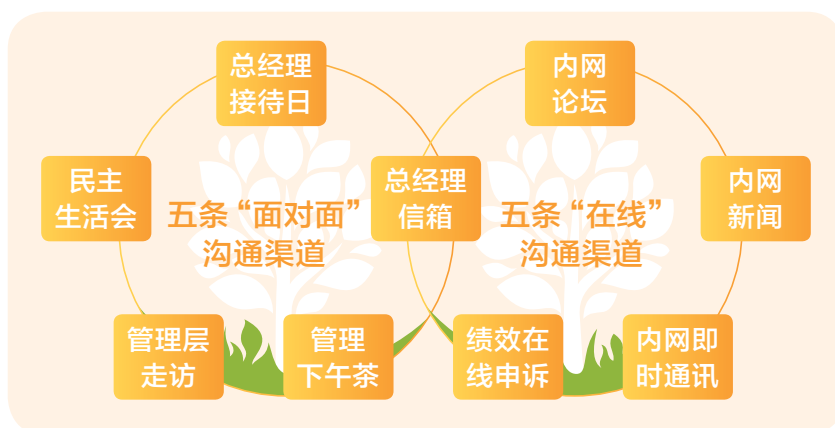 总经理
接待日
内网
论坛
民主
生活会
五条“面对面”
沟通渠道
总经理
信箱
五条“在线”
沟通渠道
内网
新闻
管理层
走访
管理
下午茶
绩效在
线申诉
内网即
时通讯